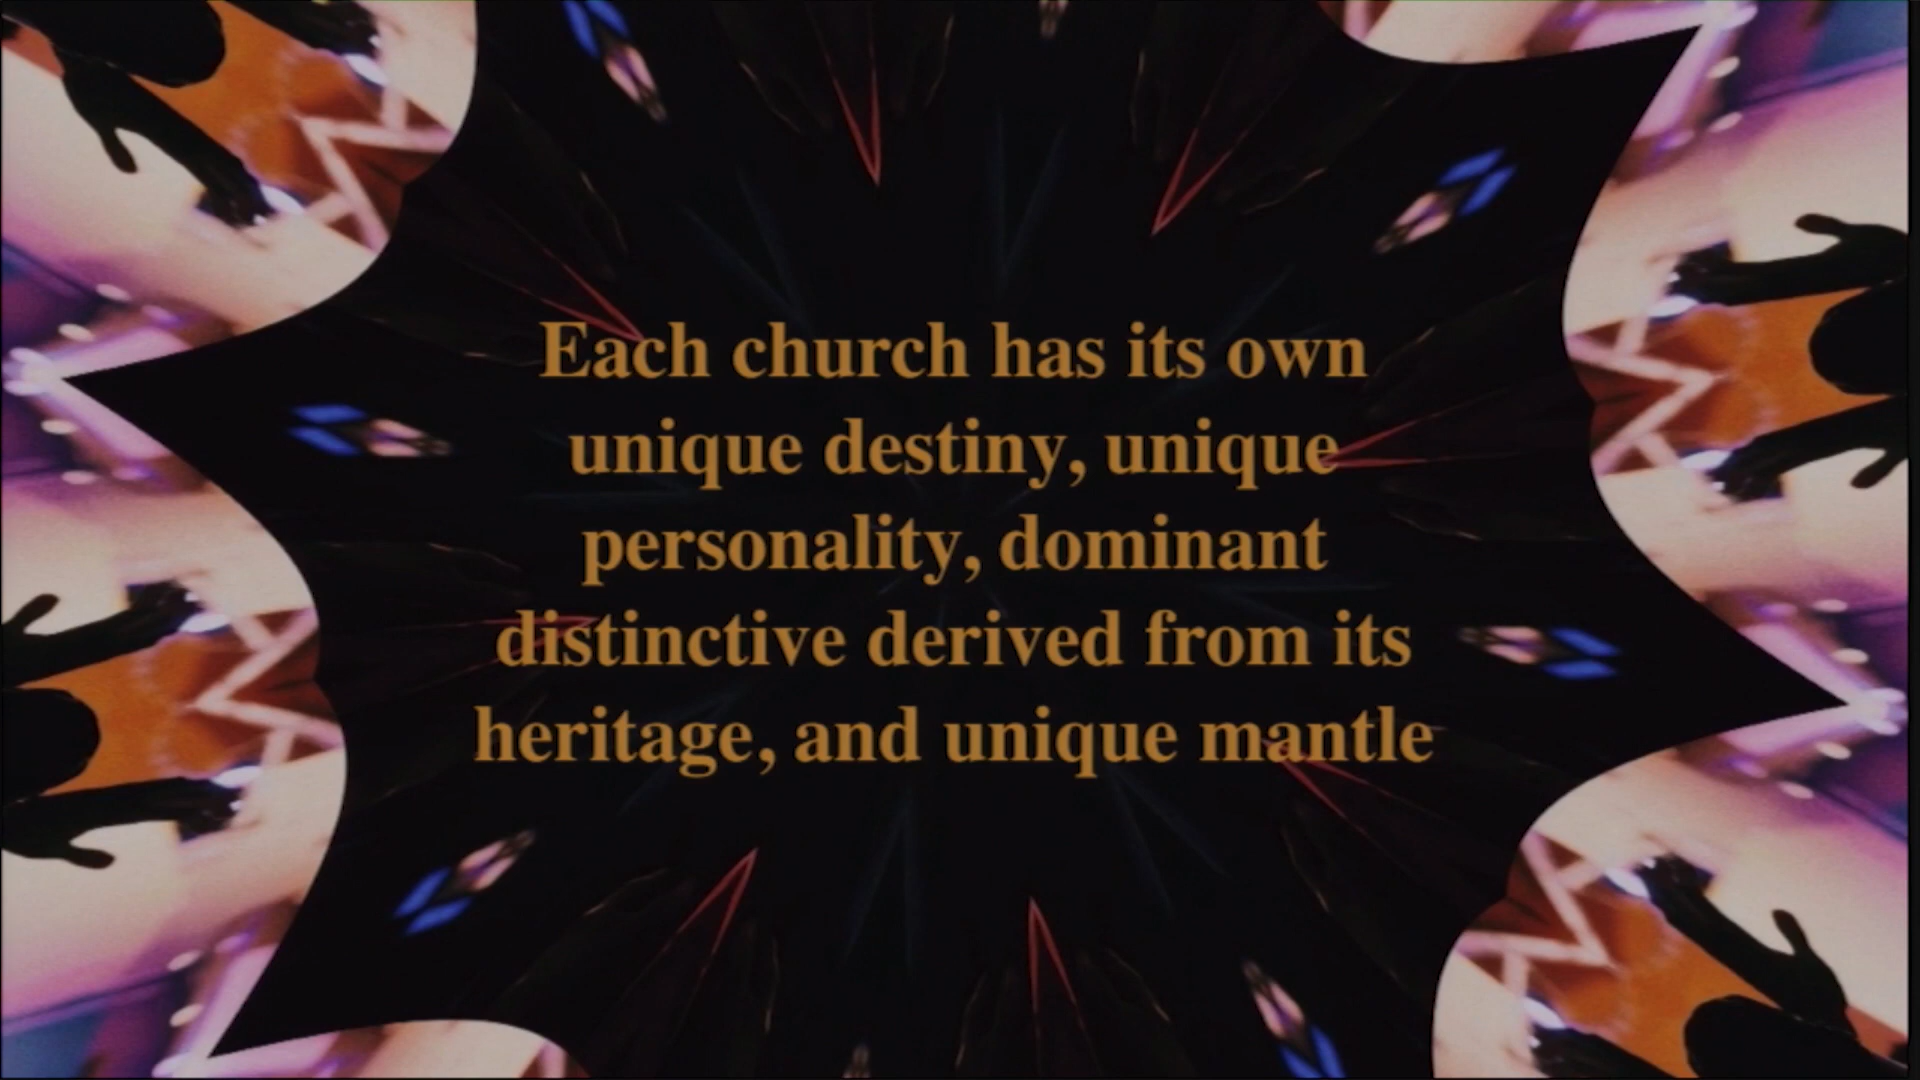 Each church has its own
unique destiny, unique
personality, dominant
distinctive derived from its
heritage, and unique mantle